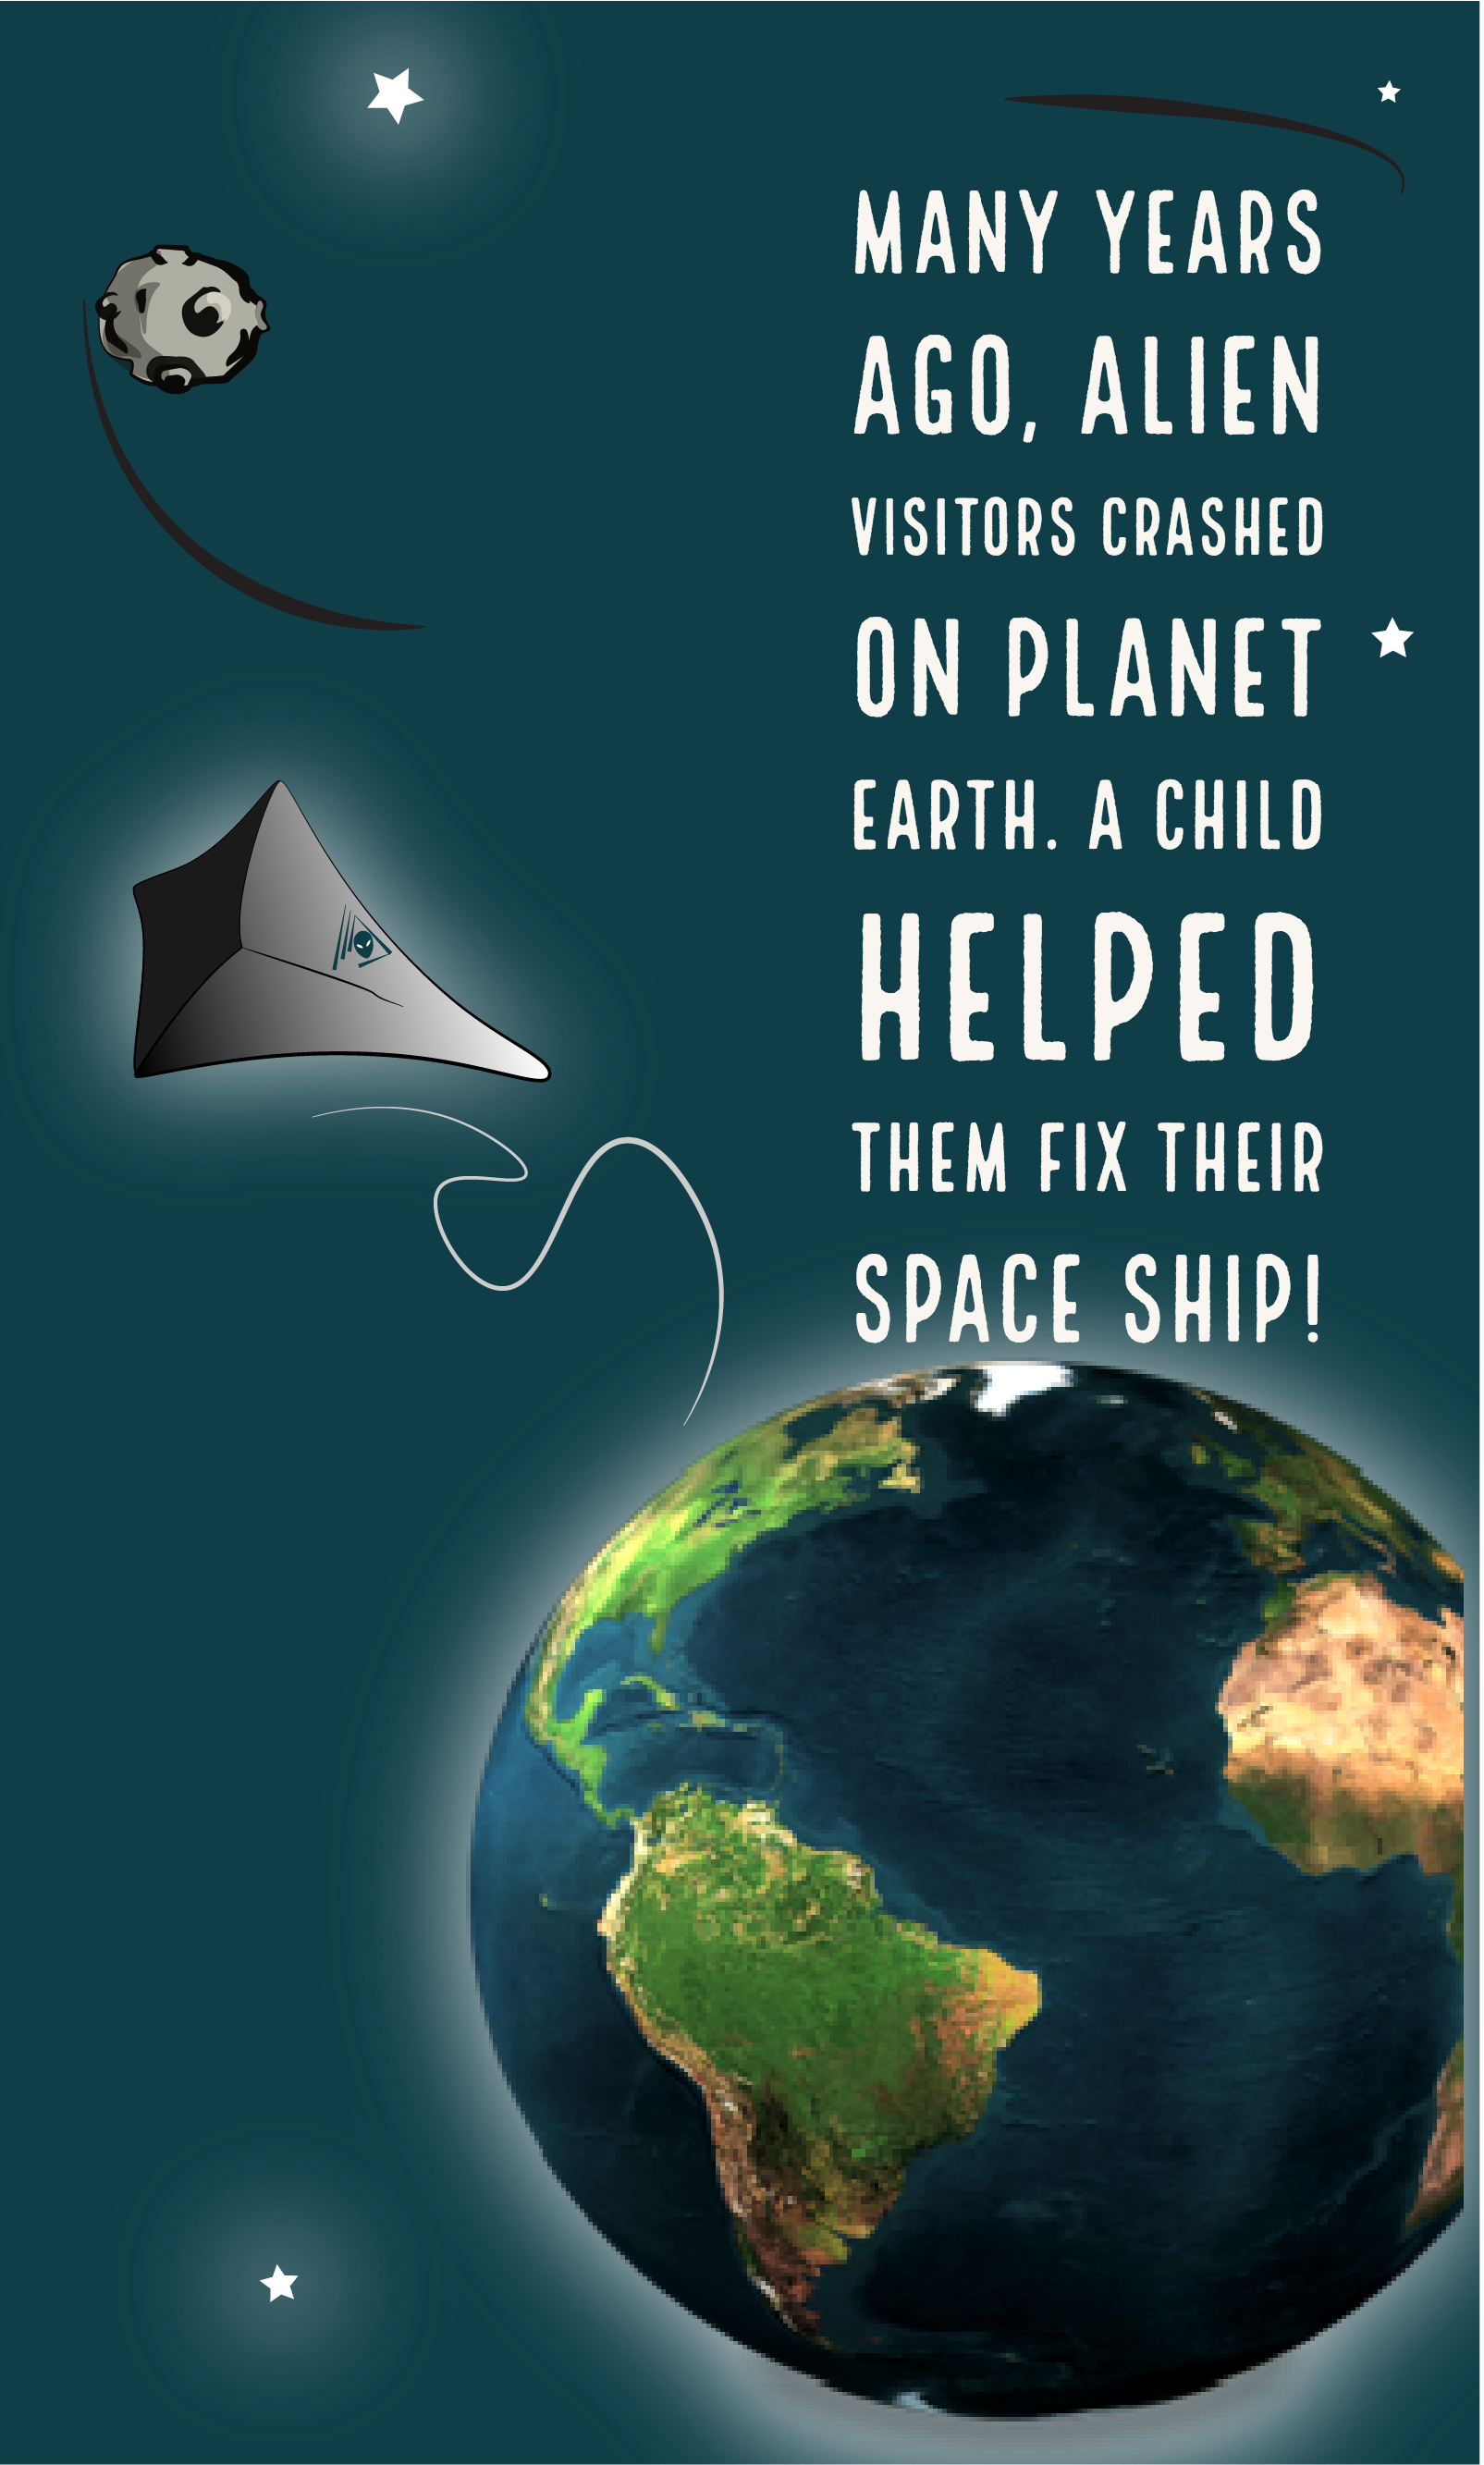 MANY YEARS
AGO, ALIEN
VISITORS CRASHED
ON PLANET
EARTH. A CHILD
HELPED
THEM FIX THEIR
SPACE SHIP!